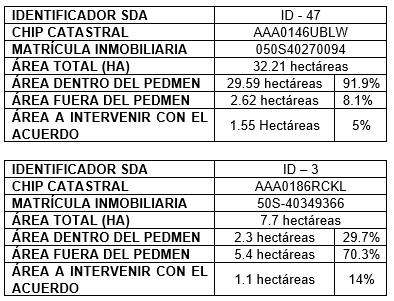 IDENTIFICADOR SDA ID - 47
CHIP CATASTRAL AAA0146UBLW
MATRÍCULA INMOBILIARIA 050S40270094
ÁREA TOTAL (HA) 32.21 hectáreas
ÁREA DENTRO DEL PEDMEN 29.59 hectáreas 91.9%
ÁREA FUERA DEL PEDMEN 2.62 hectáreas 8.1%
ÁREA A INTERVENIR CON EL
ACUERDO 1.55 Hectáreas 5%
IDENTIFICADOR SDA ID – 3
CHIP CATASTRAL AAA0186RCKL
MATRÍCULA INMOBILIARIA 50S-40349366
ÁREA TOTAL (HA) 7.7 hectáreas
ÁREA DENTRO DEL PEDMEN 2.3 hectáreas 29.7%
ÁREA FUERA DEL PEDMEN 5.4 hectáreas 70.3%
ÁREA A INTERVENIR CON EL
ACUERDO 1.1 hectáreas 14%